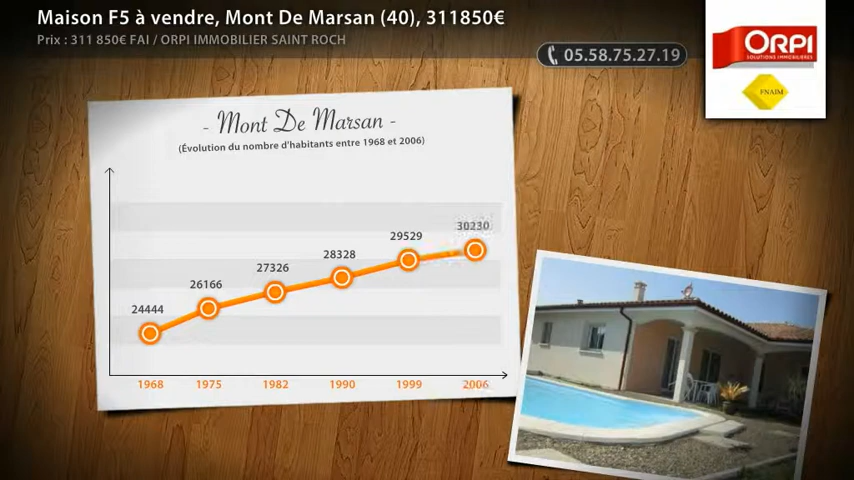 Maison F5 à vendre, Mont De Marsan (40), 311850€
Prix : 311 850€ FAI / ORPI IMMOBILIER SAINT ROCH
05.58.75.27.19
ORPI
SOLUTIONS IMMOBILIÈRES
FNAIM
- Mont De Marsan -
(Évolution du nombre d'habitants entre 1968 et 2006)
24444
26166
27326
28328
29529
30230
1968 1975 1982 1990 1999 2006